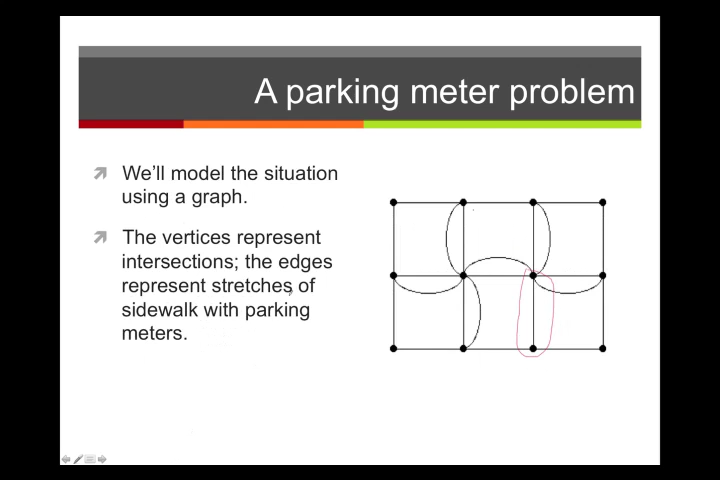 A parking meter problem
We'll model the situation
using a graph.
The vertices represent
intersections; the edges
represent stretches of
sidewalk with parking
meters.